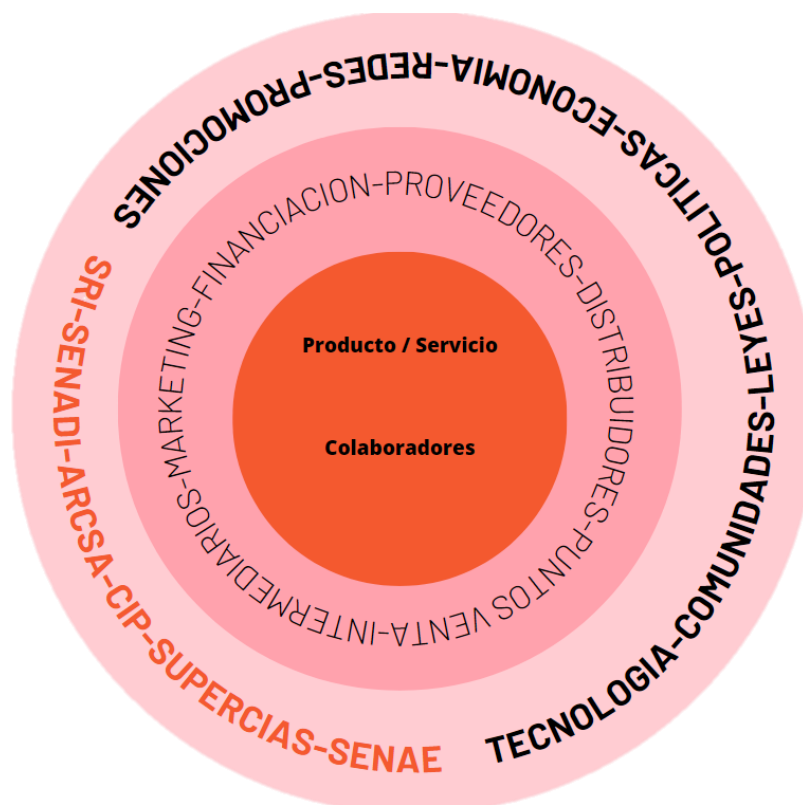 TECNOLOGIA-COMUNIDADES-LEYES-POLITICAS-ECONOMIA-REDES-PROMOCIONES
SRI-SENADI-ARCSA-CIP-SUPERCIAS-SENAE
PROVEEDORES-DISTRIBUIDORES-PUNTOS VENTA-INTERMEDIARIOS-MARKETING-FINANCIACION-
Producto / Servicio
Colaboradores